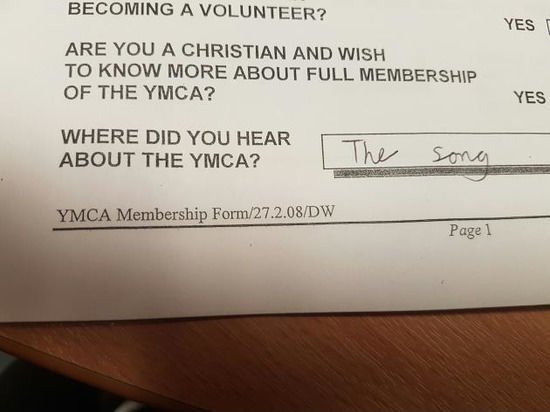 BECOMING A VOLUNTEER?
YES
ARE YOU A CHRISTIAN AND WISH
TO KNOW MORE ABOUT FULL MEMBERSHIP
OF THE YMCA?
YES
WHERE DID YOU HEAR
ABOUT THE YMCA?
The song
YMCA Membership Form/27.2.08/DW
Page 1